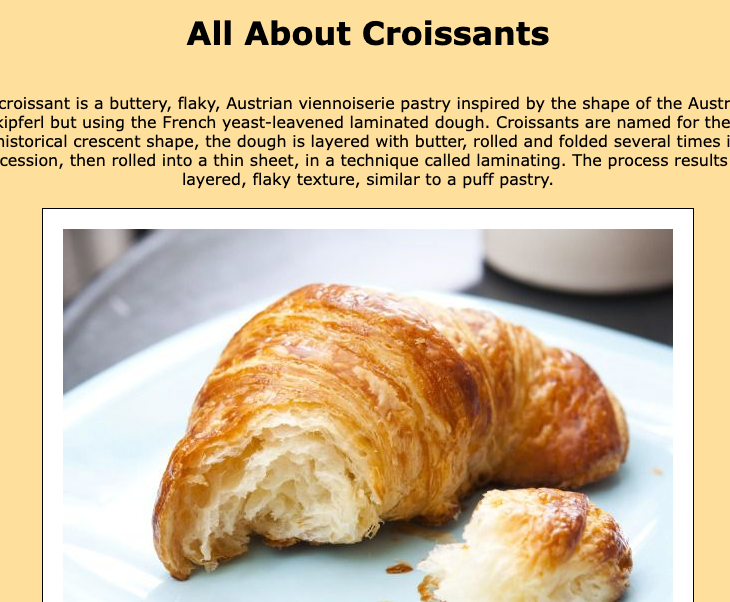 All About Croissants
croissant is a buttery, flaky, Austrian viennoiserie pastry inspired by the shape of the Austr
kipferl but using the French yeast-leavened laminated dough. Croissants are named for the
historical crescent shape, the dough is layered with butter, rolled and folded several times i
cession, then rolled into a thin sheet, in a technique called laminating. The process results
layered, flaky texture, similar to a puff pastry.